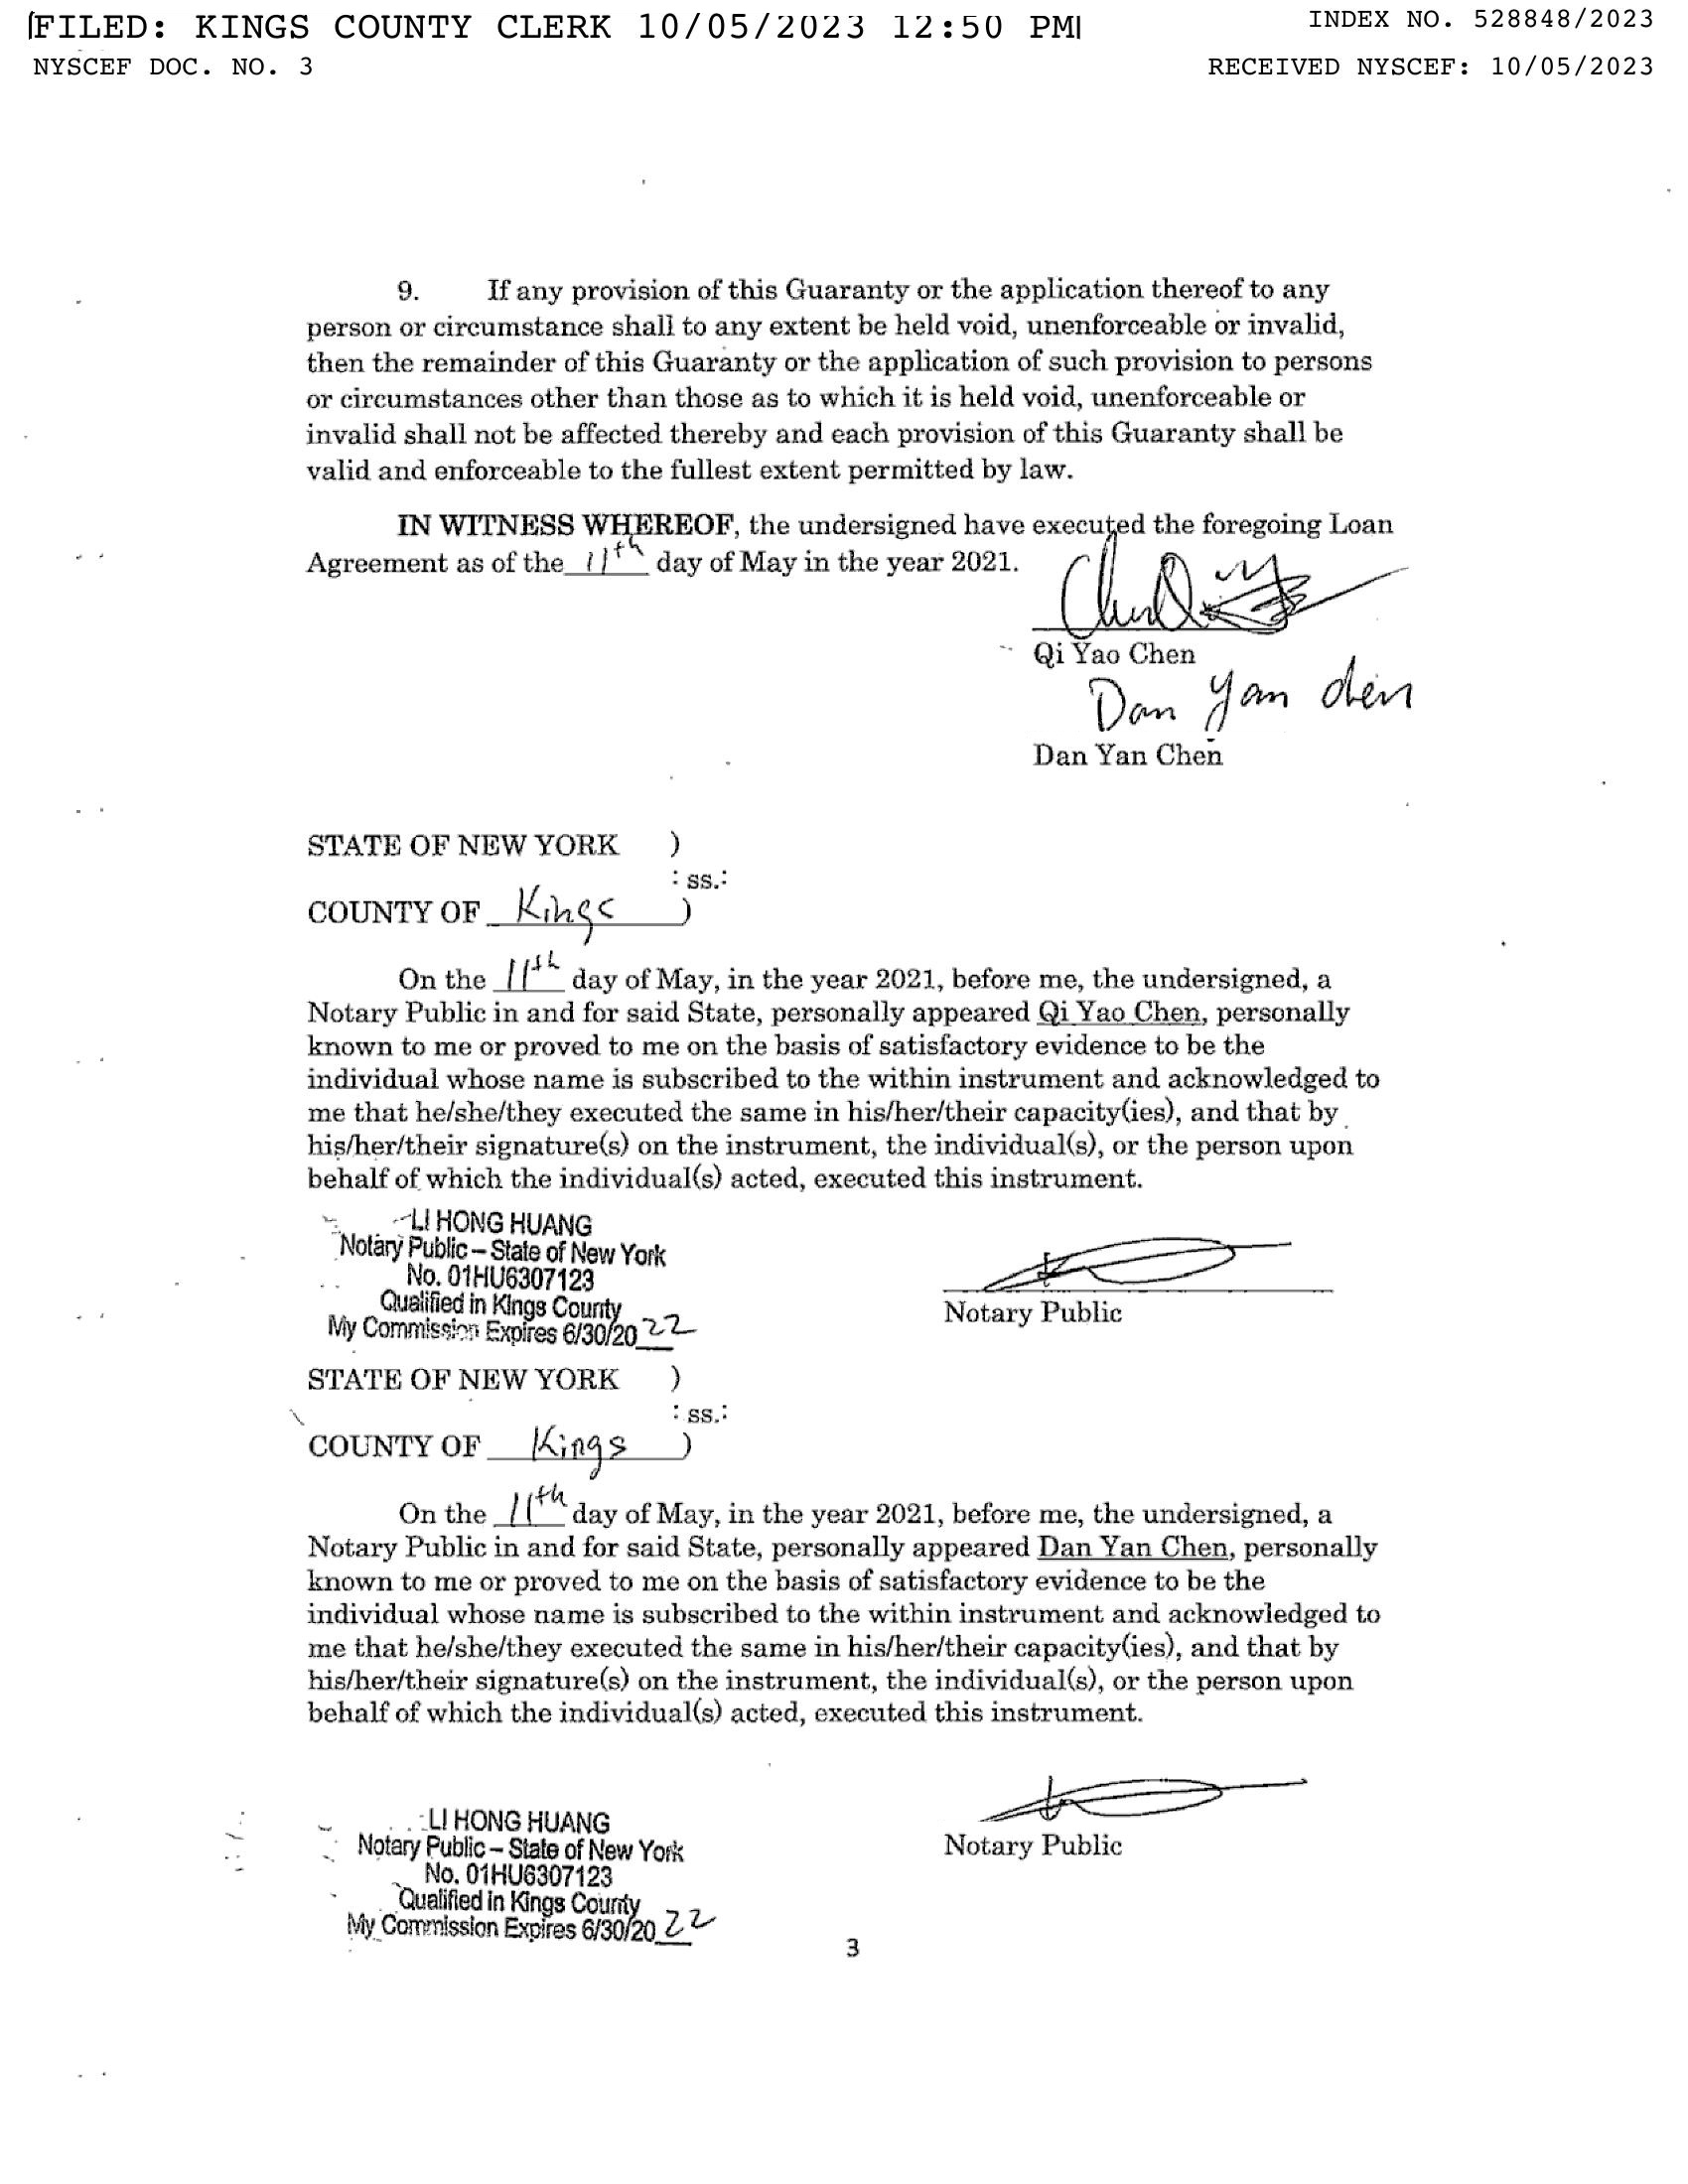 FILED: KINGS COUNTY CLERK 10/05/2023 12:50 PM
INDEX NO. 528848/2023
NYSCEF DOC. NO. 3
RECEIVED NYSCEF: 10/05/2023
9. If any provision of this Guaranty or the application thereof to any
person or circumstance shall to any extent be held void, unenforceable or invalid,
then the remainder of this Guaranty or the application of such provision to persons
or circumstances other than those as to which it is held void, unenforceable or
invalid shall not be affected thereby and each provision of this Guaranty shall be
valid and enforceable to the fullest extent permitted by law.
IN WITNESS WHEREOF, the undersigned have executed the foregoing Loan
Agreement as of the 11th day of May in the year 2021.
Qi Yao Chen
Dan Yan chen
Dan Yan Chen
STATE OF NEW YORK )
: ss.:
COUNTY OF Kings )
On the 11th day of May, in the year 2021, before me, the undersigned, a
Notary Public in and for said State, personally appeared Qi Yao Chen, personally
known to me or proved to me on the basis of satisfactory evidence to be the
individual whose name is subscribed to the within instrument and acknowledged to
me that he/she/they executed the same in his/her/their capacity(ies), and that by
his/her/their signature(s) on the instrument, the individual(s), or the person upon
behalf of which the individual(s) acted, executed this instrument.
LI HONG HUANG
Notary Public – State of New York
No. 01HU6307123
Qualified in Kings County
My Commission Expires 6/30/2022
Notary Public
STATE OF NEW YORK )
: ss.:
COUNTY OF Kings )
On the 11th day of May, in the year 2021, before me, the undersigned, a
Notary Public in and for said State, personally appeared Dan Yan Chen, personally
known to me or proved to me on the basis of satisfactory evidence to be the
individual whose name is subscribed to the within instrument and acknowledged to
me that he/she/they executed the same in his/her/their capacity(ies), and that by
his/her/their signature(s) on the instrument, the individual(s), or the person upon
behalf of which the individual(s) acted, executed this instrument.
Notary Public
LI HONG HUANG
Notary Public – State of New York
No. 01HU6307123
Qualified in Kings County
My Commission Expires 6/30/2022
3